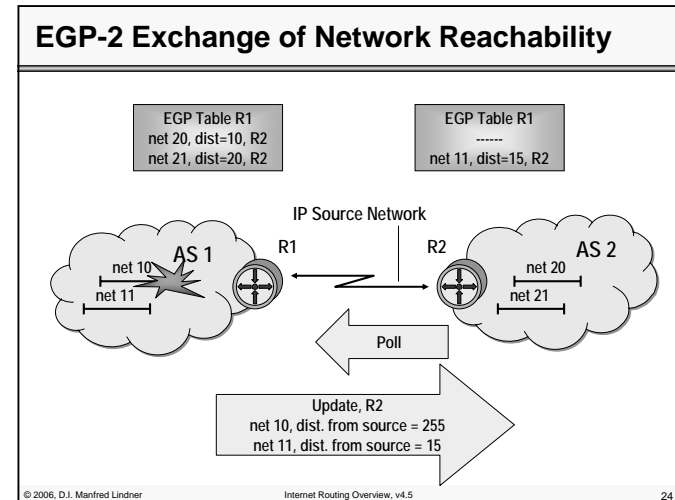 EGP-2 Exchange of Network Reachability
EGP Table R1
net 20, dist=10, R2
net 21, dist=20, R2
EGP Table R1
------
net 11, dist=15, R2
IP Source Network
AS 1
R1
R2
AS 2
net 10
net 11
net 20
net 21
Poll
Update, R2
net 10, dist. from source = 255
net 11, dist. from source = 15
© 2006, D.I. Manfred Lindner
Internet Routing Overview, v4.5
24